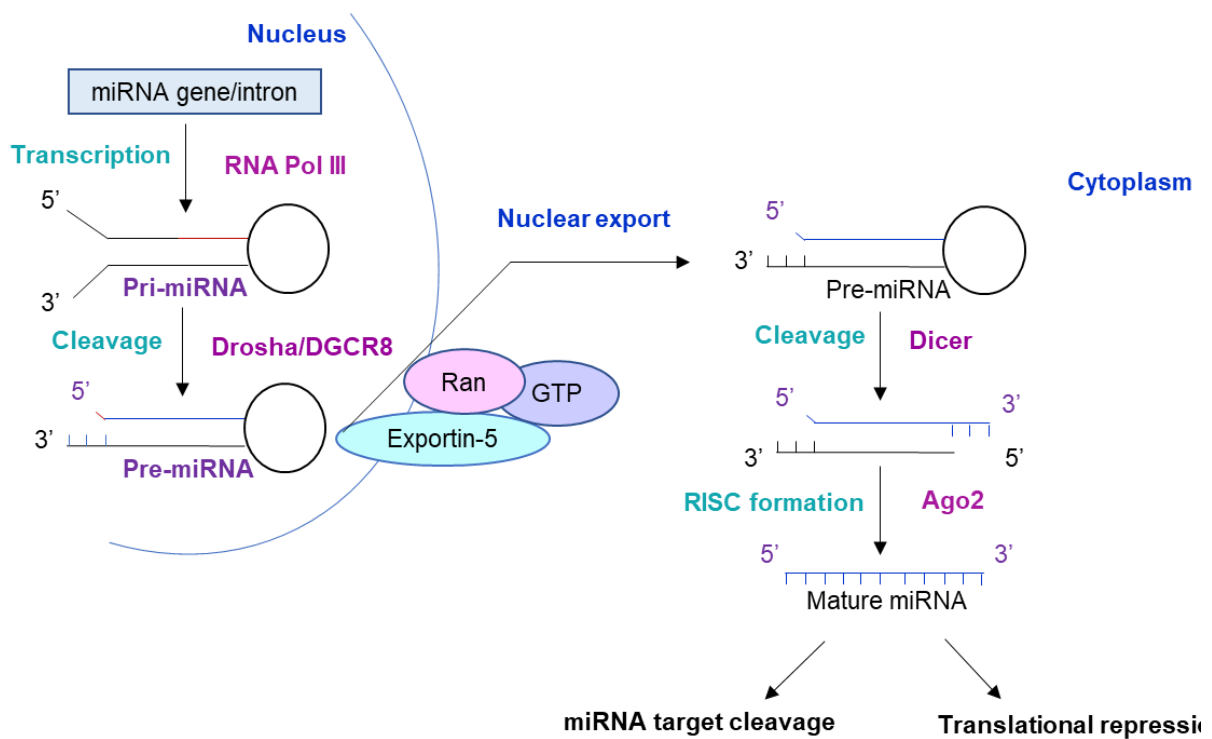 Nucleus
miRNA gene/intron
Transcription
RNA Pol III
5’
3’
Pri-miRNA
Cleavage
Drosha/DGCR8
5’
3’
Pre-miRNA
Ran
GTP
Exportin-5
Nuclear export
Cytoplasm
5’
3’
Pre-miRNA
Cleavage
Dicer
5’
3’
3’
5’
RISC formation
Ago2
5’
3’
Mature miRNA
miRNA target cleavage
Translational repressi